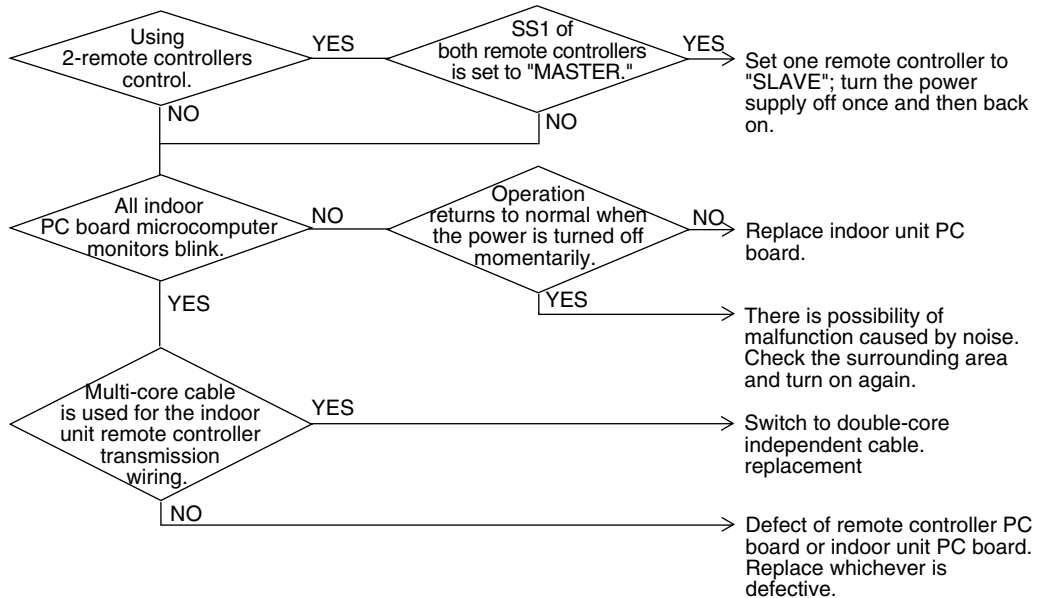 Using
2-remote controllers
control.
YES
SS1 of
both remote controllers
is set to "MASTER."
YES
Set one remote controller to
"SLAVE"; turn the power
supply off once and then back
on.
NO
NO
All indoor
PC board microcomputer
monitors blink.
NO
Operation
returns to normal when
the power is turned off
momentarily.
NO
Replace indoor unit PC
board.
YES
YES
There is possibility of
malfunction caused by noise.
Check the surrounding area
and turn on again.
Multi-core cable
is used for the indoor
unit remote controller
transmission
wiring.
YES
Switch to double-core
independent cable.
replacement
NO
Defect of remote controller PC
board or indoor unit PC board.
Replace whichever is
defective.